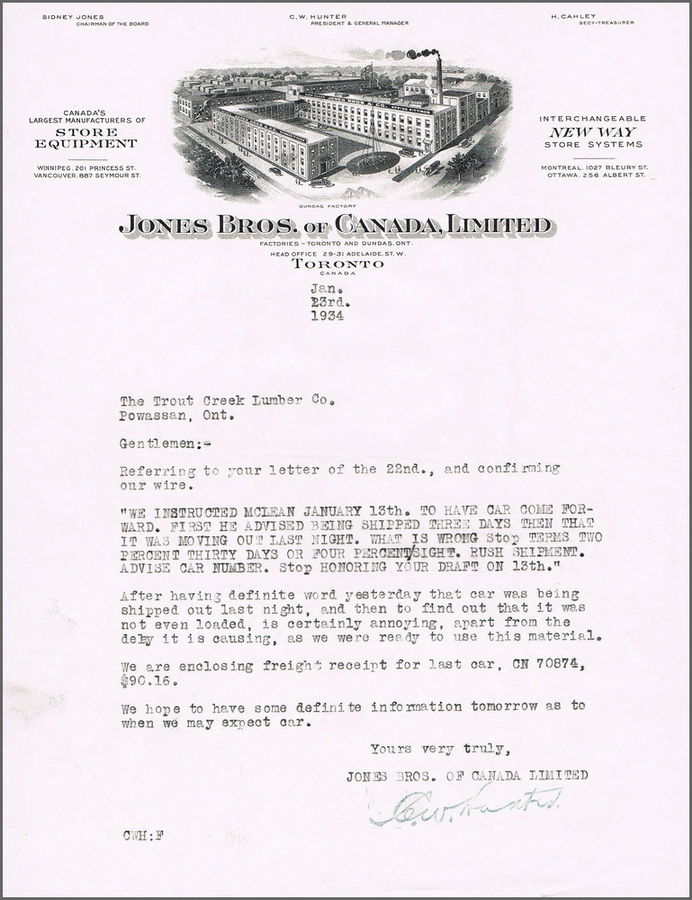 SIDNEY JONES
CHAIRMAN OF THE BOARD
C. W. HUNTER
PRESIDENT & GENERAL MANAGER
H. CAHLEY
SECY-TREASURER
CANADA'S
LARGEST MANUFACTURERS OF
STORE
EQUIPMENT
WINNIPEG, 201 PRINCESS ST.
VANCOUVER, 887 SEYMOUR ST.
INTERCHANGEABLE
NEW WAY
STORE SYSTEMS
MONTREAL, 1027 BLEURY ST.
OTTAWA, 256 ALBERT ST.
DUNDAS FACTORY
JONES BROS. OF CANADA, LIMITED
FACTORIES - TORONTO AND DUNDAS. ONT.
HEAD OFFICE 29-31 ADELAIDE. ST. W.
TORONTO
CANADA
Jan.
23rd.
1934
The Trout Creek Lumber Co.
Powassan, Ont.
Gentlemen:-
Referring to your letter of the 22nd., and confirming
our wire.
"WE INSTRUCTED MCLEAN JANUARY 13th. TO HAVE CAR COME FOR-
WARD. FIRST HE ADVISED BEING SHIPPED THREE DAYS THEN THAT
IT WAS MOVING OUT LAST NIGHT. WHAT IS WRONG Stop TERMS TWO
PERCENT THIRTY DAYS OR FOUR PERCENT/SIGHT. RUSH SHIPMENT.
ADVISE CAR NUMBER. Stop HONORING YOUR DRAFT ON 13th."
After having definite word yesterday that car was being
shipped out last night, and then to find out that it was
not even loaded, is certainly annoying, apart from the
delay it is causing, as we were ready to use this material.
We are enclosing freight receipt for last car, CN 70874,
$90.16.
We hope to have some definite information tomorrow as to
when we may expect car.
Yours very truly,
JONES BROS. OF CANADA LIMITED
C.W. Hunter.
CWH:F